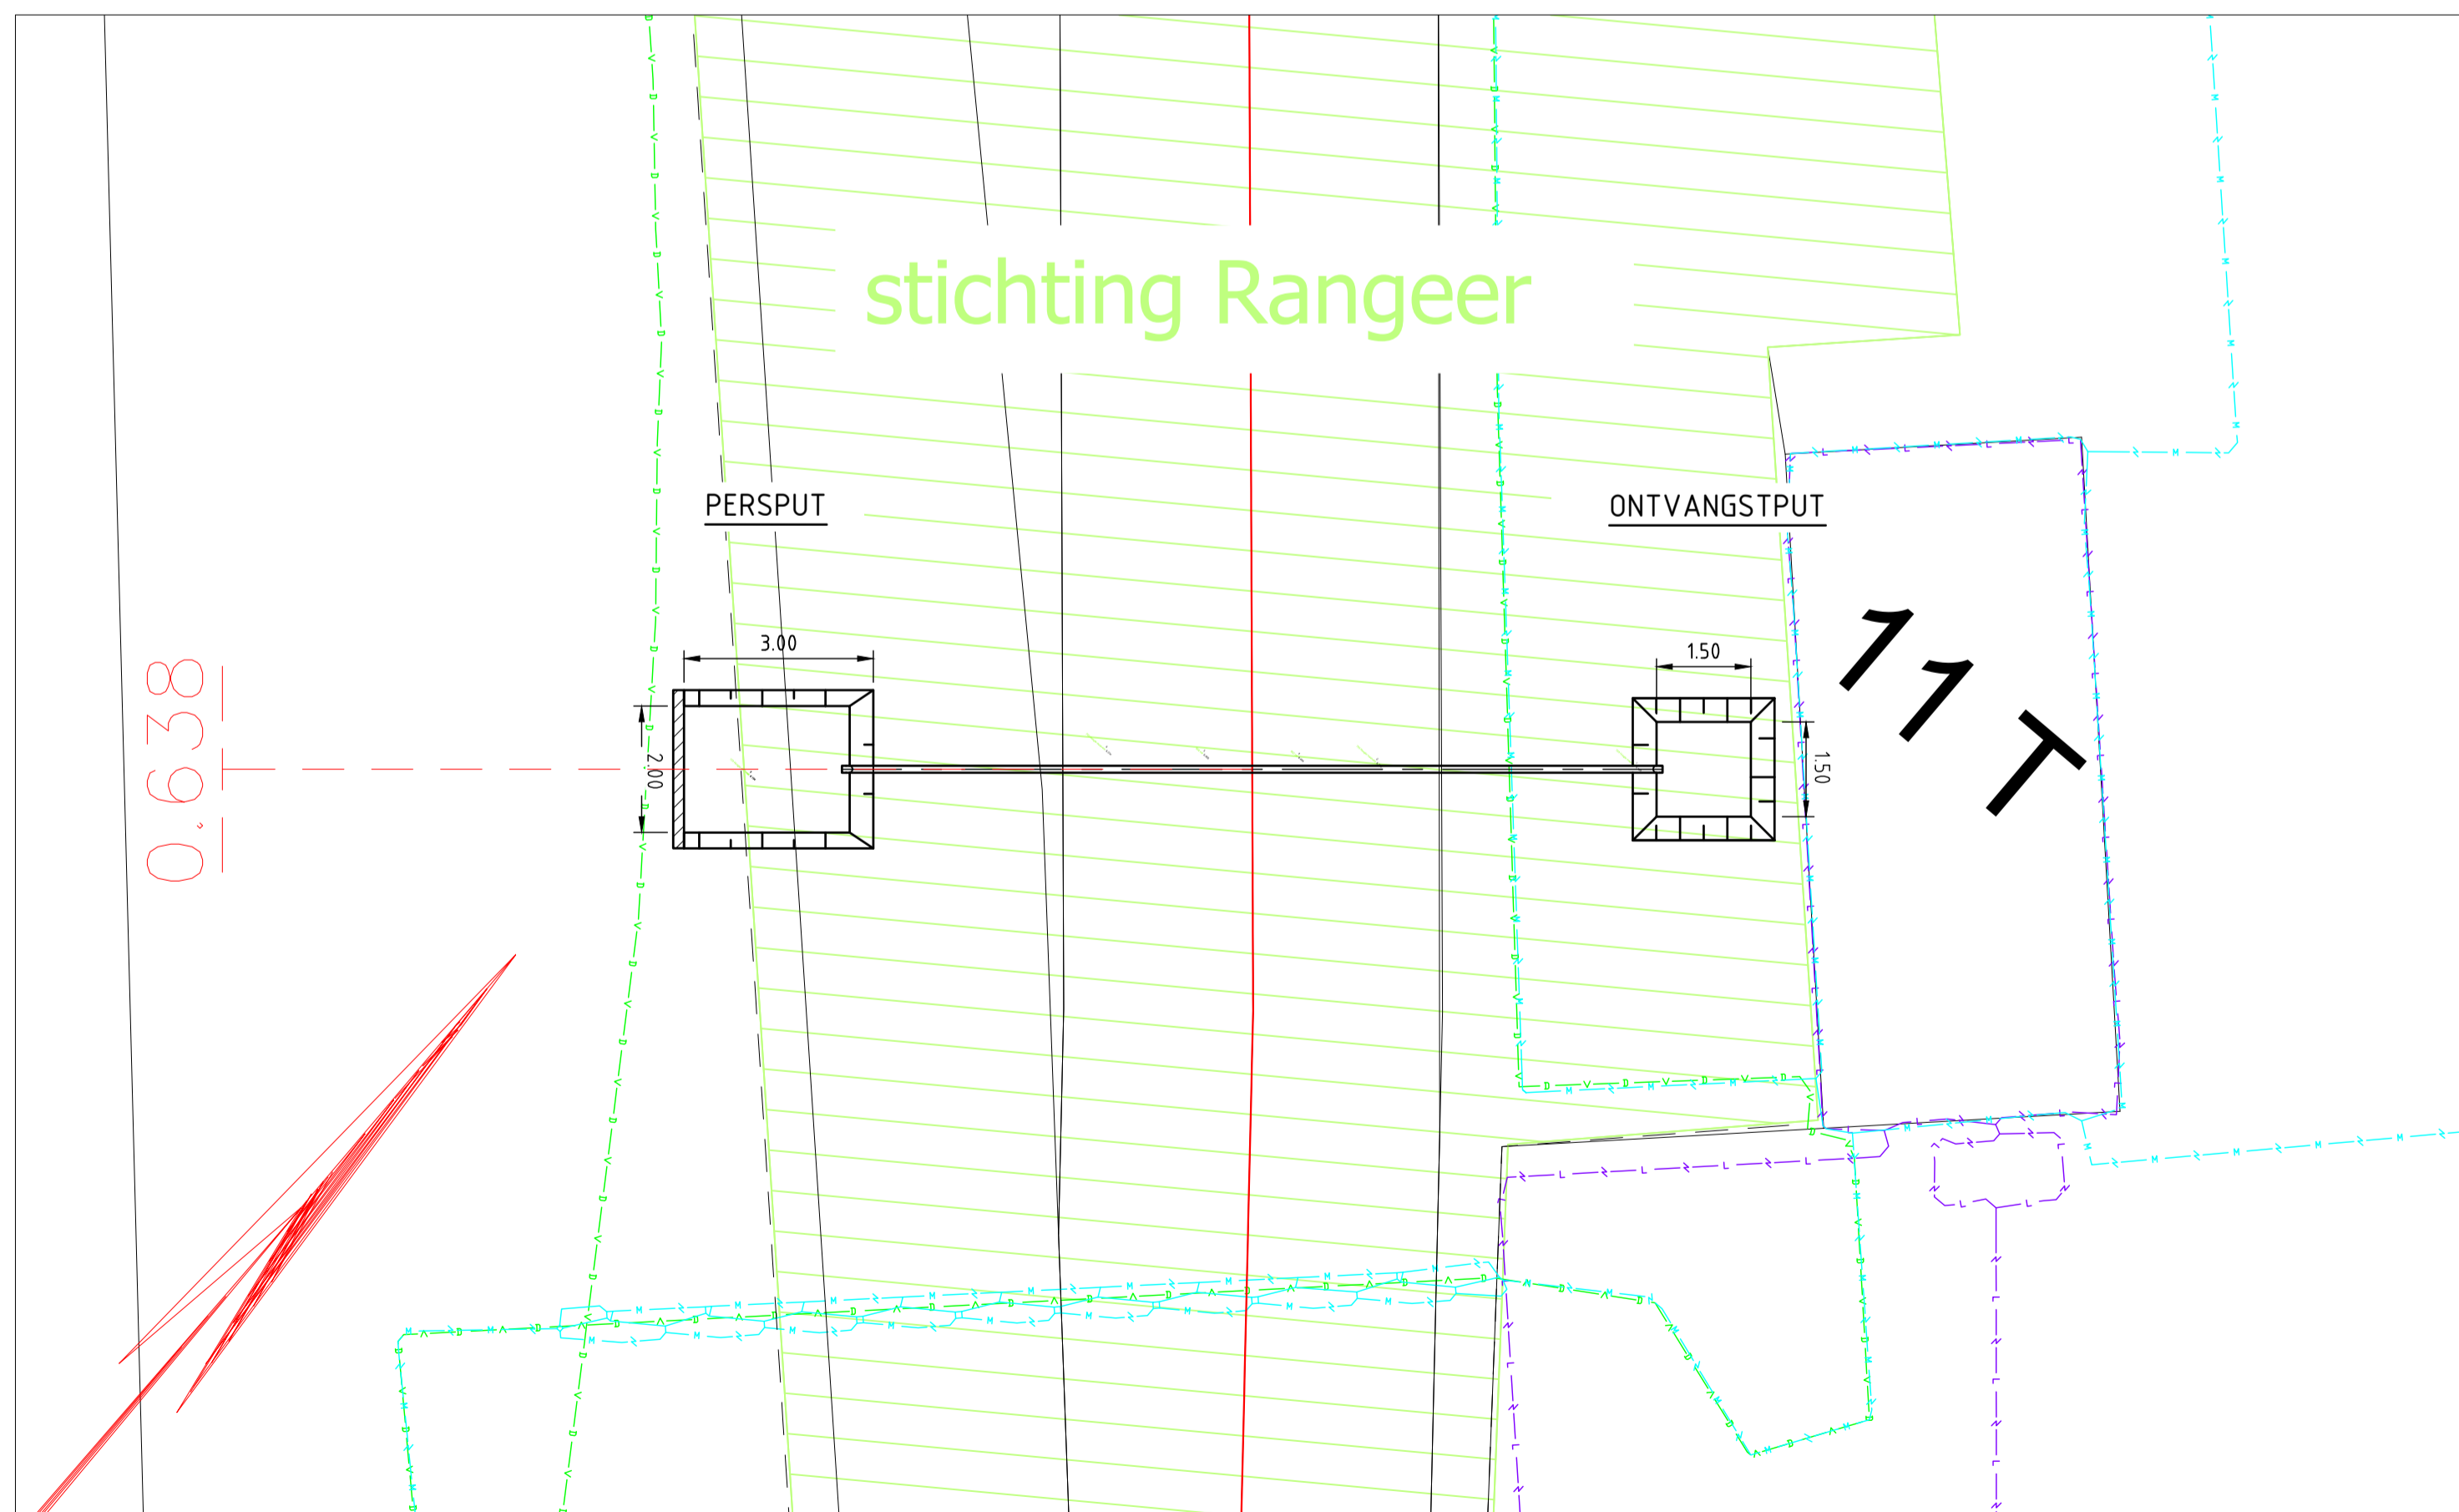 stichting Rangeer
PERSPUT
ONTVANGSTPUT
3.00
1.50
2.00
1.50
0.638
11T